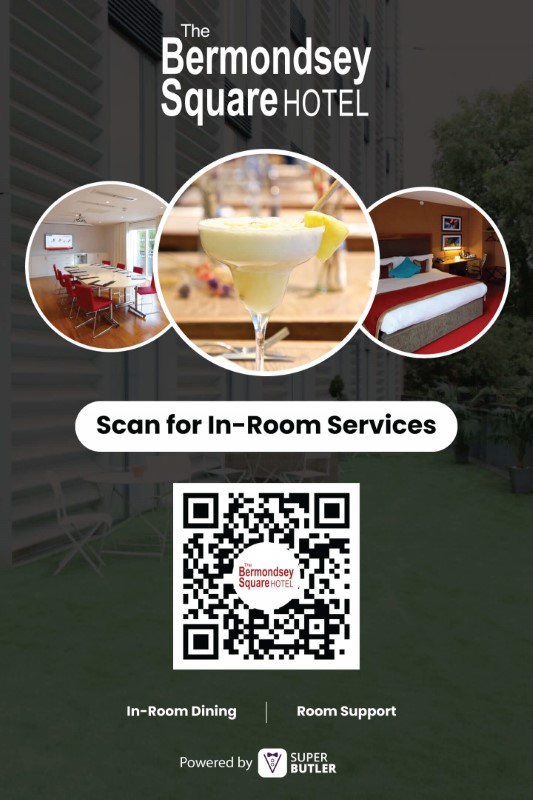 The
Bermondsey
Square HOTEL
Scan for In-Room Services
The
Bermondsey
Square HOTEL
In-Room Dining | Room Support
Powered by SUPER
BUTLER